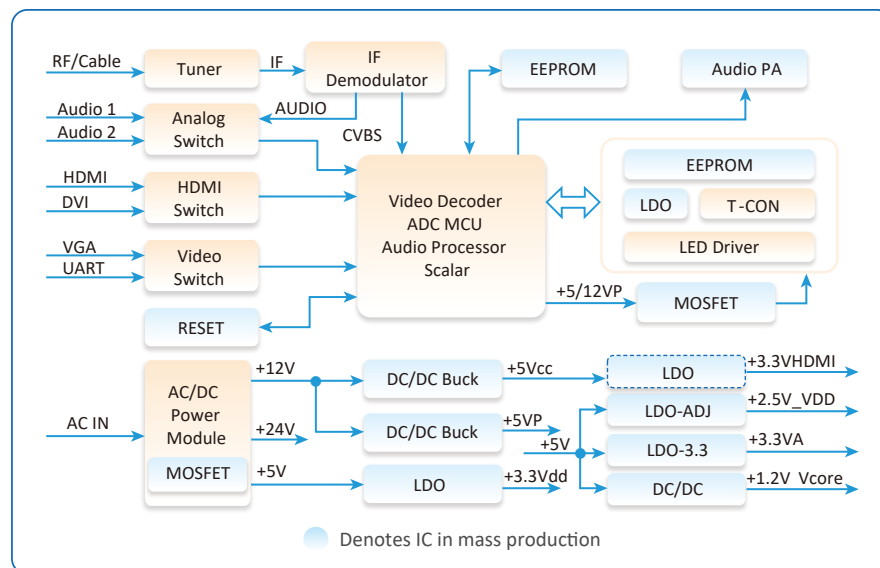 RF/Cable
Tuner
IF
IF
Demodulator
EEPROM
Audio PA
Audio 1
Audio 2
Analog
Switch
AUDIO
CVBS
HDMI
DVI
HDMI
Switch
Video Decoder
ADC MCU
Audio Processor
Scalar
EEPROM
LDO
T-CON
LED Driver
VGA
UART
Video
Switch
+5/12VP
MOSFET
RESET
AC IN
AC/DC
Power
Module
MOSFET
+12V
+24V
+5V
DC/DC Buck
+5Vcc
LDO
+3.3VHDMI
DC/DC Buck
+5VP
+5V
LDO-ADJ
+2.5V_VDD
LDO-3.3
+3.3VA
LDO
+3.3Vdd
DC/DC
+1.2V_Vcore
Denotes IC in mass production